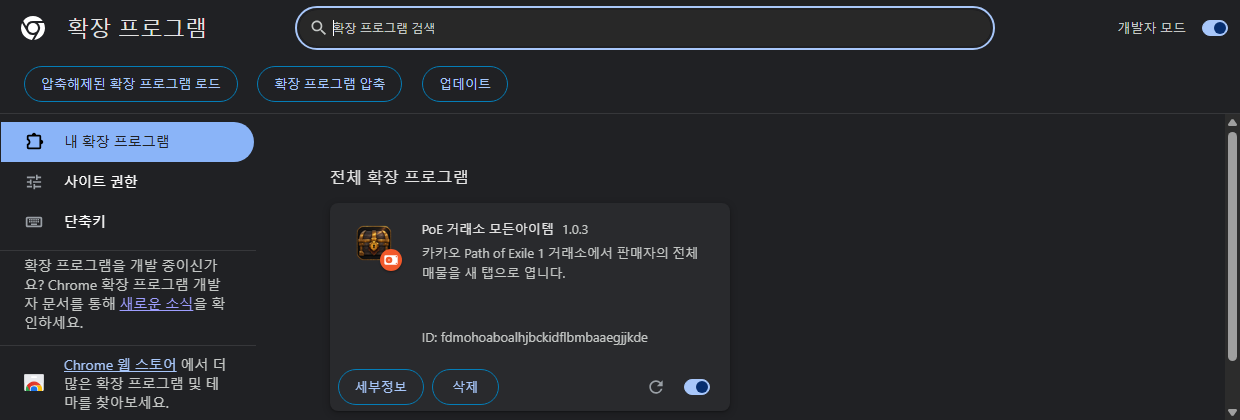 확장 프로그램
확장 프로그램 검색
개발자 모드
압축해제된 확장 프로그램 로드
확장 프로그램 압축
업데이트
내 확장 프로그램
사이트 권한
단축키
확장 프로그램을 개발 중이신가
요? Chrome 확장 프로그램 개발
자 문서를 통해 새로운 소식을 확
인하세요.
Chrome 웹 스토어 에서 더
많은 확장 프로그램 및 테
마를 찾아보세요.
전체 확장 프로그램
PoE 거래소 모든아이템 1.0.3
카카오 Path of Exile 1 거래소에서 판매자의 전체
매물을 새 탭으로 엽니다.
ID: fdmohoaboalhjbckidflbmbaaegjjkde
세부정보
삭제